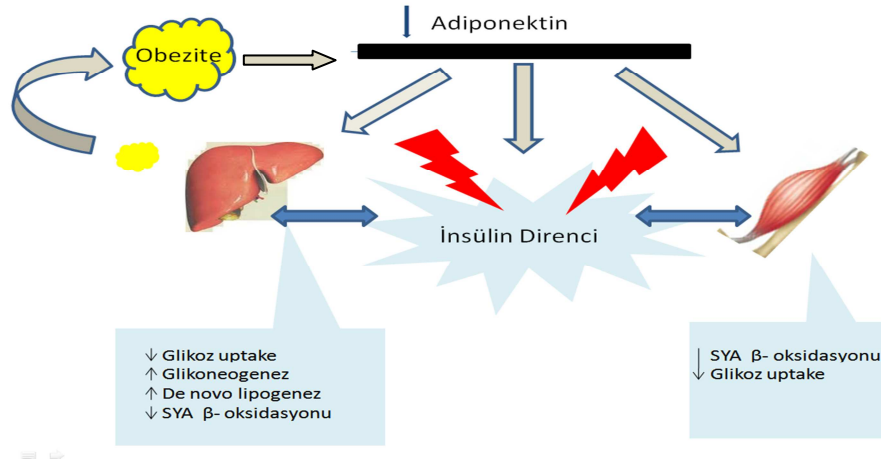 Adiponektin
Obezite
İnsülin Direnci
↓ Glikoz uptake
↑ Glikoneogenez
↑ De novo lipogenez
↓ SYA β- oksidasyonu
SYA β- oksidasyonu
↓ Glikoz uptake